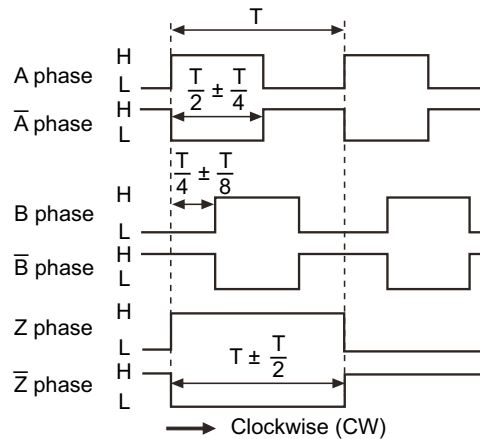 T
H
A phase
L
T/2 ± T/4
H
A̅ phase
L
T/4 ± T/8
H
B phase
L
H
B̅ phase
L
H
Z phase
L
T ± T/2
H
Z̅ phase
L
Clockwise (CW)